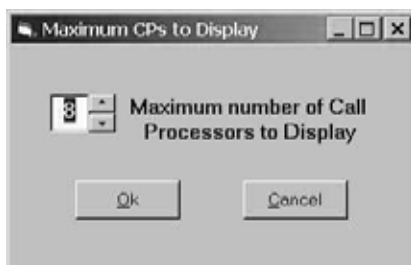 Maximum CPs to Display
8
Maximum number of Call
Processors to Display
Ok
Cancel